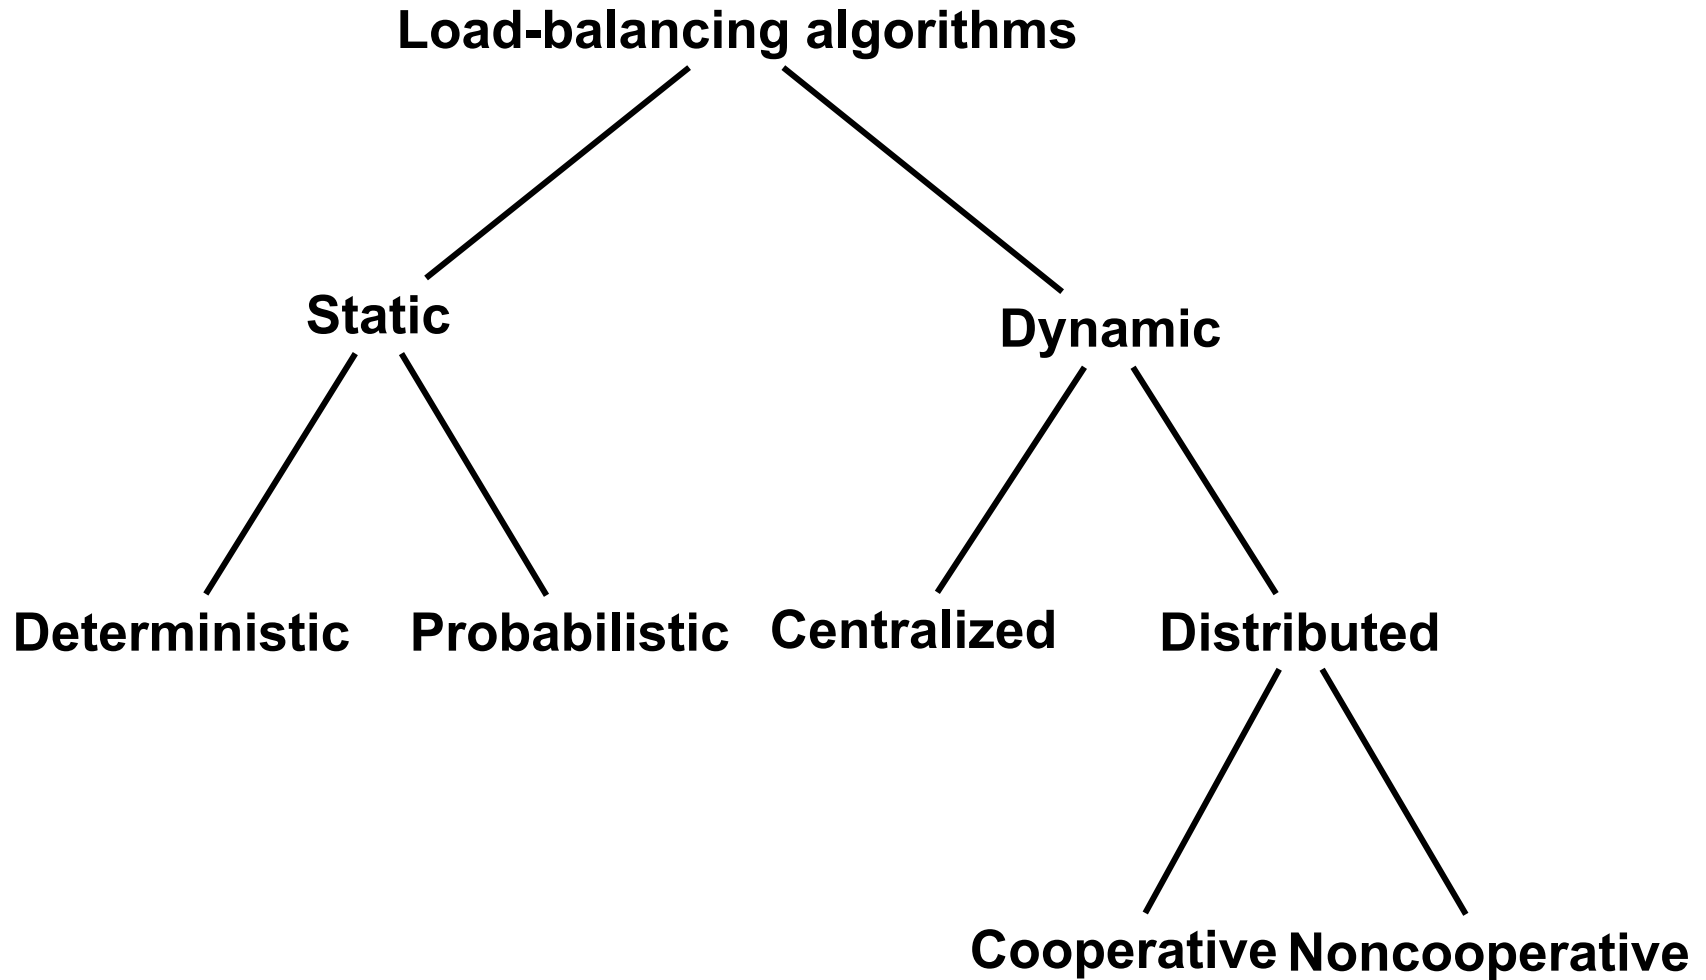 Load-balancing algorithms
Static
Dynamic
Deterministic
Probabilistic
Centralized
Distributed
Cooperative
Noncooperative